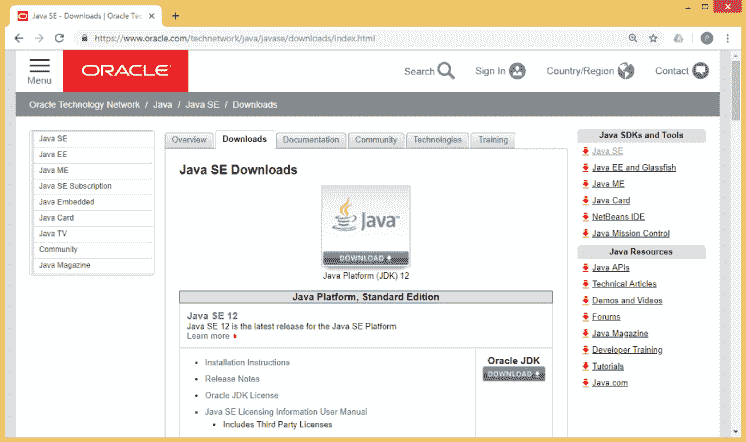 Java SE - Downloads | Oracle Tec
https://www.oracle.com/technetwork/java/javase/downloads/index.html
P
Menu
ORACLE
Search
Sign In
Country/Region
Contact
Oracle Technology Network / Java / Java SE / Downloads
Java SE
Java EE
Java ME
Java SE Subscription
Java Embedded
Java Card
Java TV
Community
Java Magazine
Overview
Downloads
Documentation
Community
Technologies
Training
Java SE Downloads
Java
DOWNLOAD
Java Platform (JDK) 12
Java Platform, Standard Edition
Java SE 12
Java SE 12 is the latest release for the Java SE Platform
Learn more
• Installation Instructions
• Release Notes
• Oracle JDK License
• Java SE Licensing Information User Manual
• Includes Third Party Licenses
Oracle JDK
DOWNLOAD
Java SDKs and Tools
Java SE
Java EE and Glassfish
Java ME
Java Card
NetBeans IDE
Java Mission Control
Java Resources
Java APIs
Technical Articles
Demos and Videos
Forums
Java Magazine
Developer Training
Tutorials
Java.com